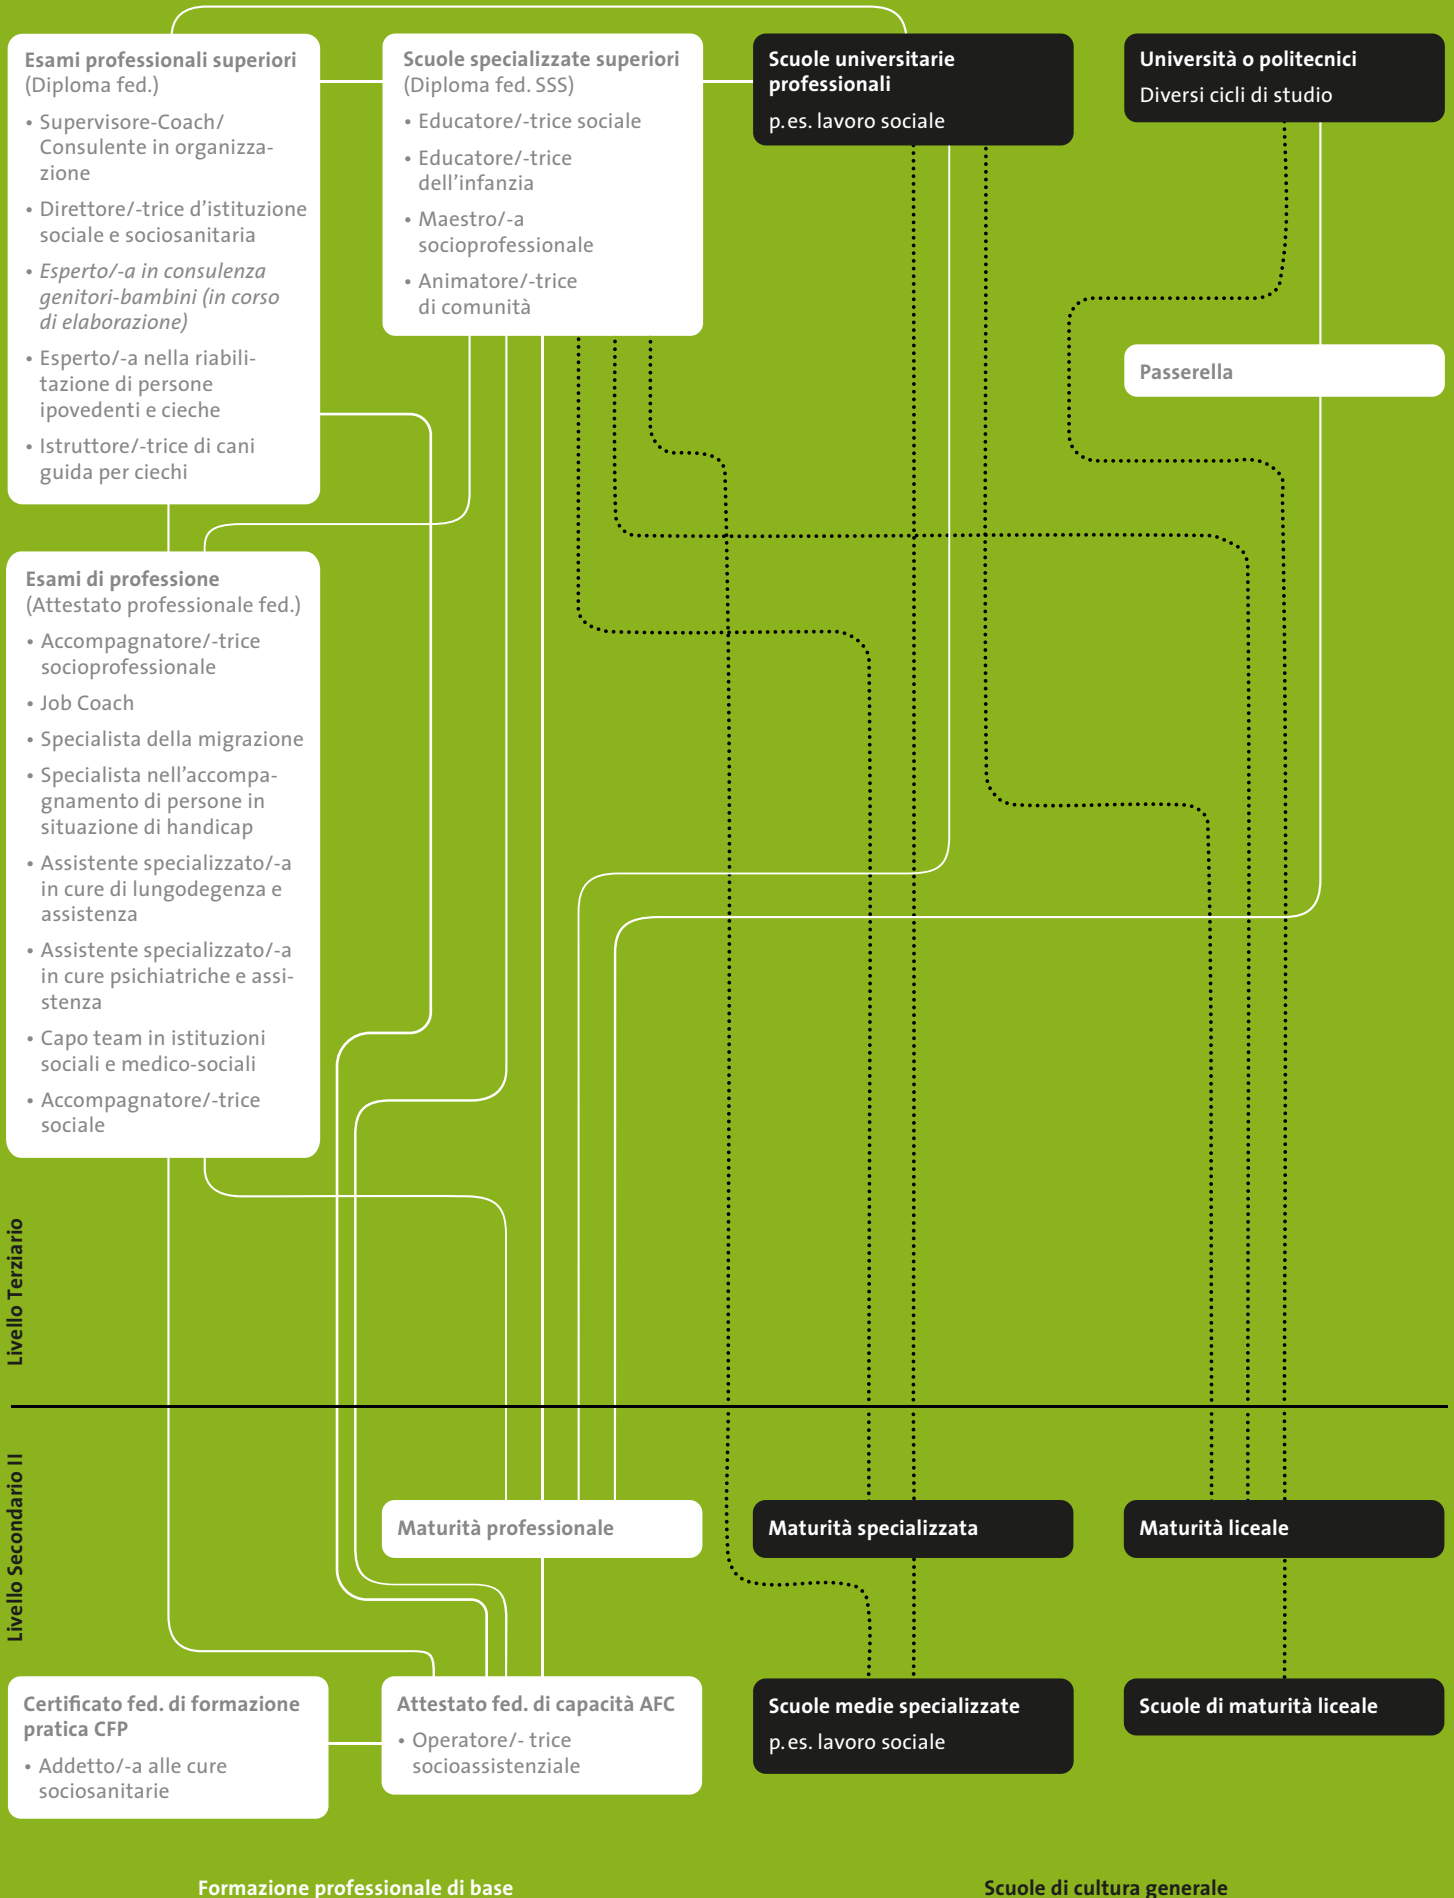 Esami professionali superiori
(Diploma fed.)
• Supervisore-Coach/
Consulente in organizza-
zione
• Direttore/-trice d'istituzione
sociale e sociosanitaria
• Esperto/-a in consulenza
genitori-bambini (in corso
di elaborazione)
• Esperto/-a nella riabili-
tazione di persone
ipovedenti e cieche
• Istruttore/-trice di cani
guida per ciechi
Scuole specializzate superiori
(Diploma fed. SSS)
• Educatore/-trice sociale
• Educatore/-trice
dell'infanzia
• Maestro/-a
socioprofessionale
• Animatore/-trice
di comunità
Scuole universitarie
professionali
p. es. lavoro sociale
Università o politecnici
Diversi cicli di studio
Passerella
Esami di professione
(Attestato professionale fed.)
• Accompagnatore/-trice
socioprofessionale
• Job Coach
• Specialista della migrazione
• Specialista nell'accompa-
gnamento di persone in
situazione di handicap
• Assistente specializzato/-a
in cure di lungodegenza e
assistenza
• Assistente specializzato/-a
in cure psichiatriche e assi-
stenza
• Capo team in istituzioni
sociali e medico-sociali
• Accompagnatore/-trice
sociale
Livello Terziario
Livello Secondario II
Maturità professionale
Maturità specializzata
Maturità liceale
Certificato fed. di formazione
pratica CFP
• Addetto/-a alle cure
sociosanitarie
Attestato fed. di capacità AFC
• Operatore/- trice
socioassistenziale
Scuole medie specializzate
p. es. lavoro sociale
Scuole di maturità liceale
Formazione professionale di base
Scuole di cultura generale